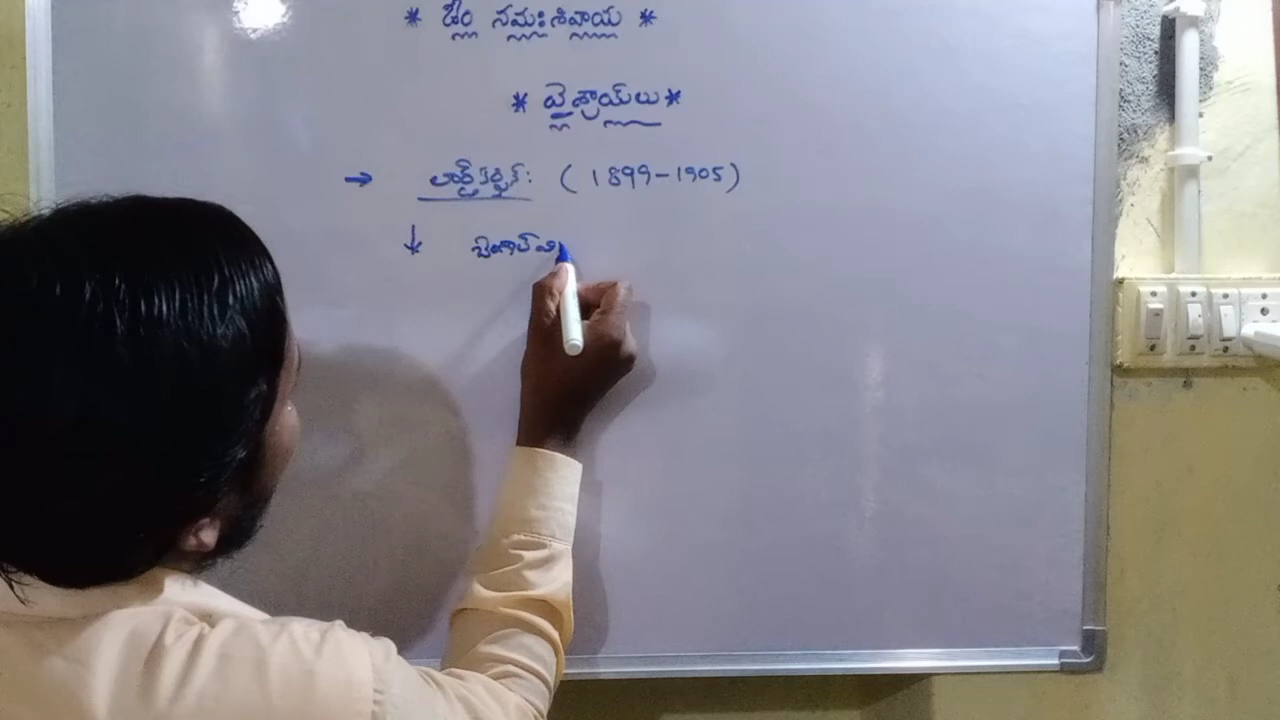 * ఓం నమఃశివాయ *
* వైశ్రాయ్‌లు *
→ లార్డ్ కర్జన్: (1899-1905)
↓ బెంగాల్